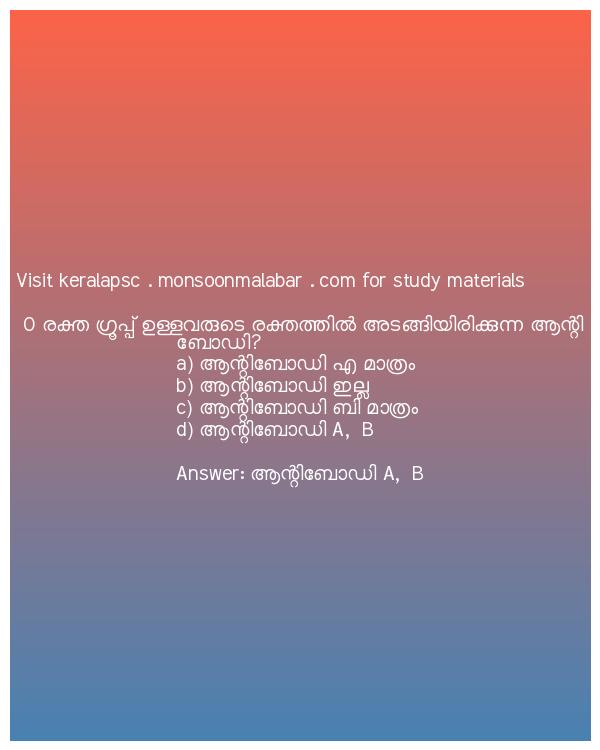 Visit keralapsc . monsoonmalabar . com for study materials
O രക്ത ഗ്രൂപ്പ് ഉള്ളവരുടെ രക്തത്തിൽ അടങ്ങിയിരിക്കുന്ന ആന്റി
ബോഡി?
a) ആന്റിബോഡി എ മാത്രം
b) ആന്റിബോഡി ഇല്ല
c) ആന്റിബോഡി ബി മാത്രം
d) ആന്റിബോഡി A, B
Answer: ആന്റിബോഡി A, B